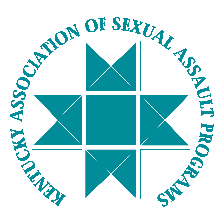 KENTUCKY ASSOCIATION OF SEXUAL ASSAULT PROGRAMS